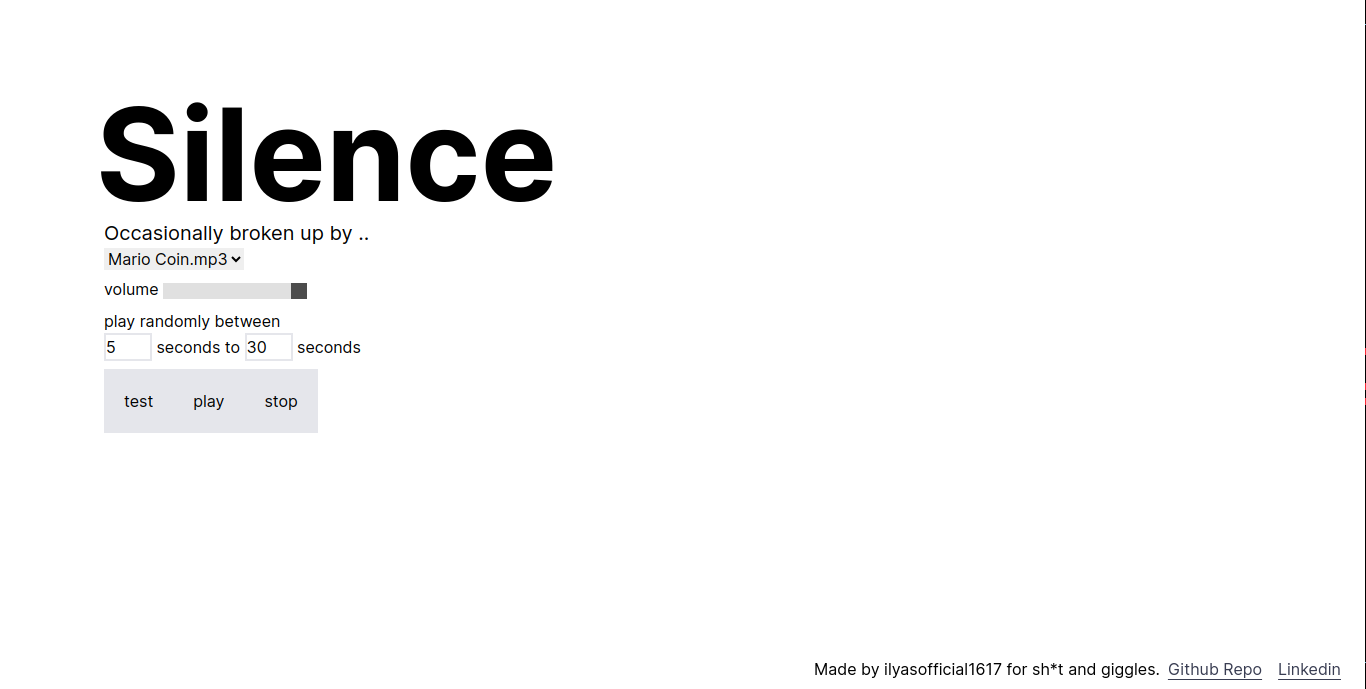 Silence
Occasionally broken up by ..
Mario Coin.mp3
volume
play randomly between
5 seconds to 30 seconds
test play stop
Made by ilyasofficial1617 for sh*t and giggles. Github Repo Linkedin